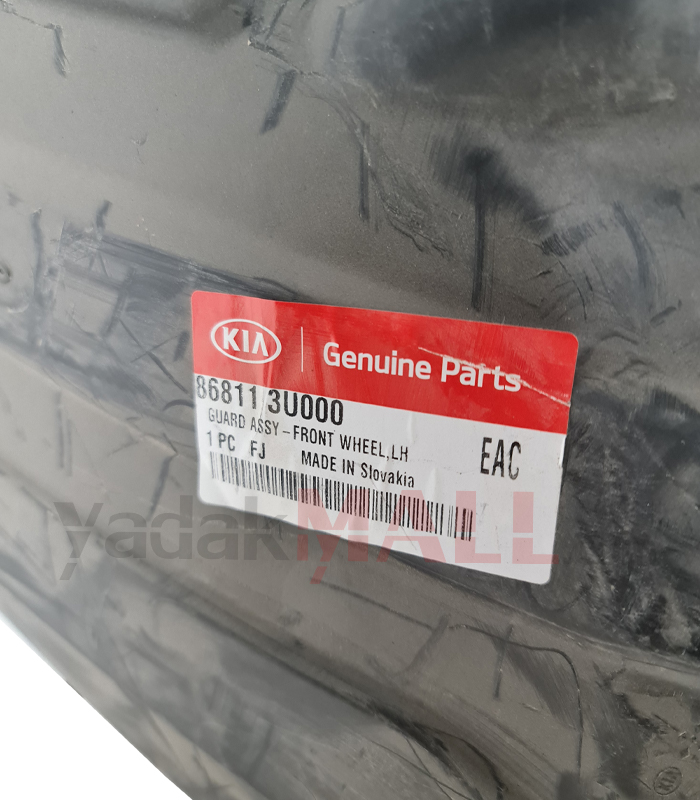 KIA Genuine Parts
86811 3U000
GUARD ASSY-FRONT WHEEL,LH
1 PC FJ MADE IN Slovakia
EAC
YadakMALL